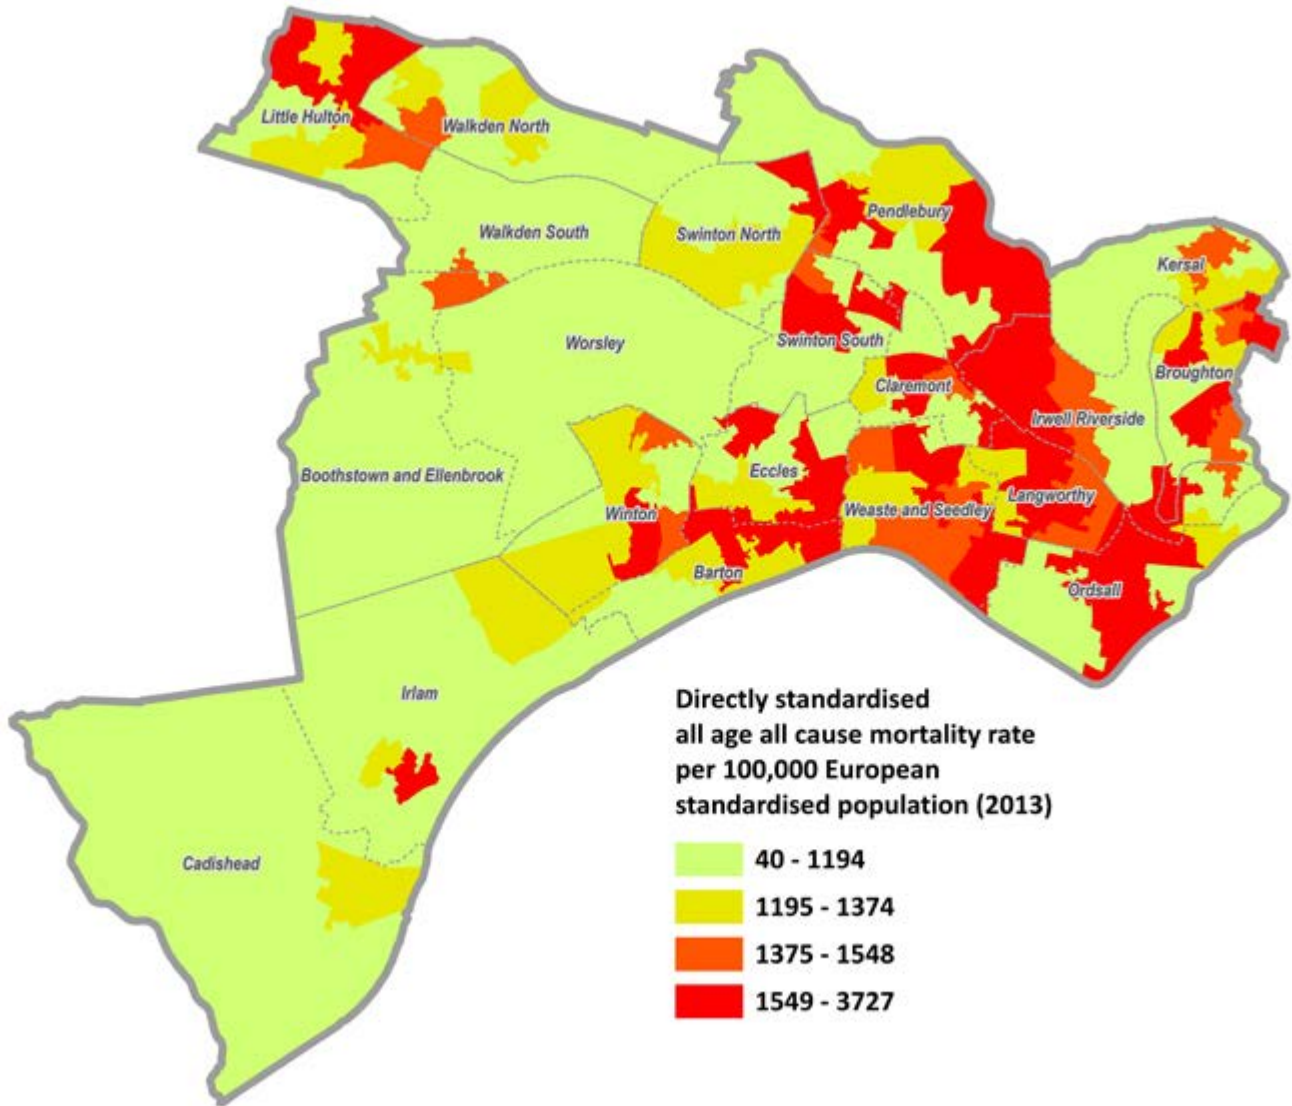 Little Hulton
Walkden North
Pendlebury
Walkden South
Swinton North
Kersal
Worsley
Swinton South
Broughton
Claremont
Irwell Riverside
Boothstown and Ellenbrook
Eccles
Langworthy
Winton
Weaste and Seedley
Barton
Ordsall
Irlam
Cadishead
Directly standardised
all age all cause mortality rate
per 100,000 European
standardised population (2013)
40 - 1194
1195 - 1374
1375 - 1548
1549 - 3727